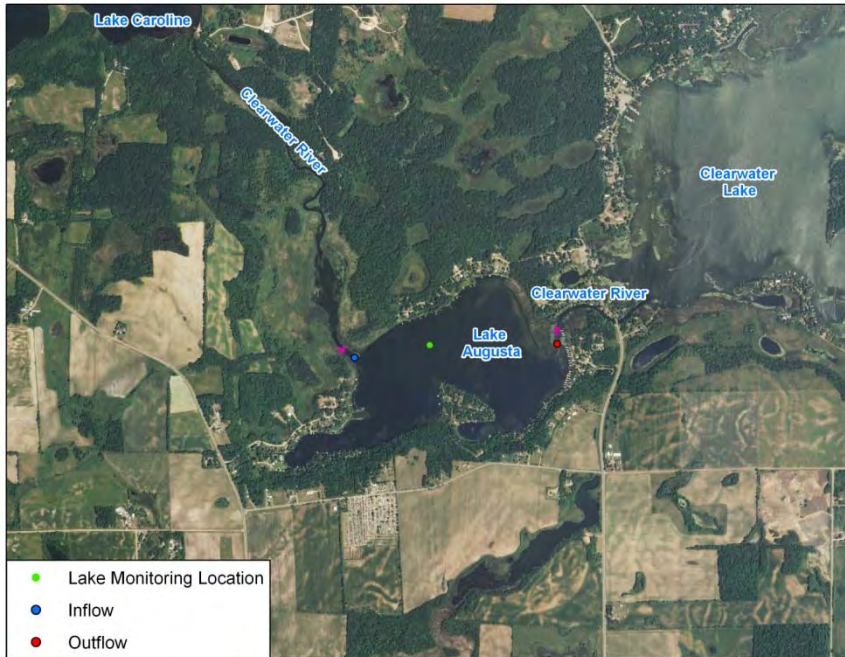 Lake Caroline
Clearwater River
Clearwater
Lake
Clearwater River
Lake
Augusta
Lake Monitoring Location
Inflow
Outflow